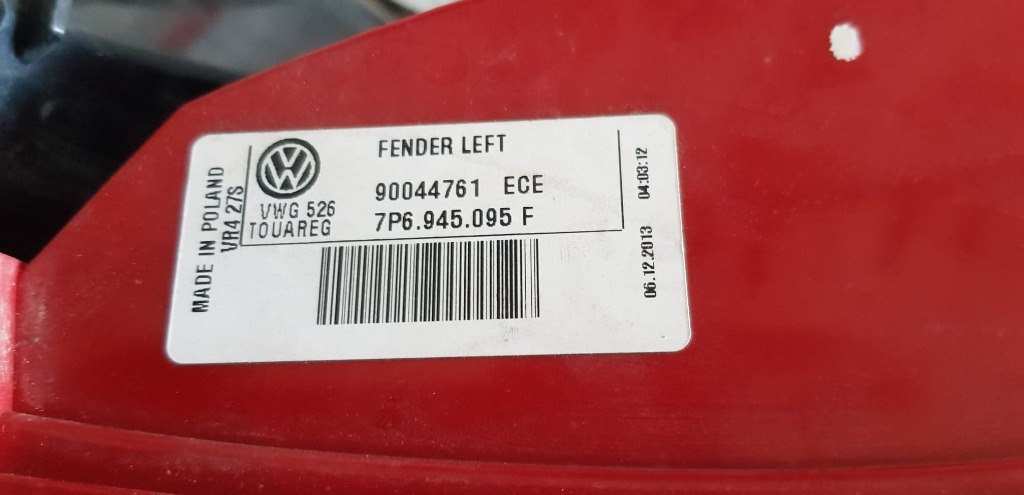 MADE IN POLAND
VR4 27S
VWG 526
TOUAREG
FENDER LEFT
90044761 ECE
7P6.945.095 F
06.12.2013 04:03:12